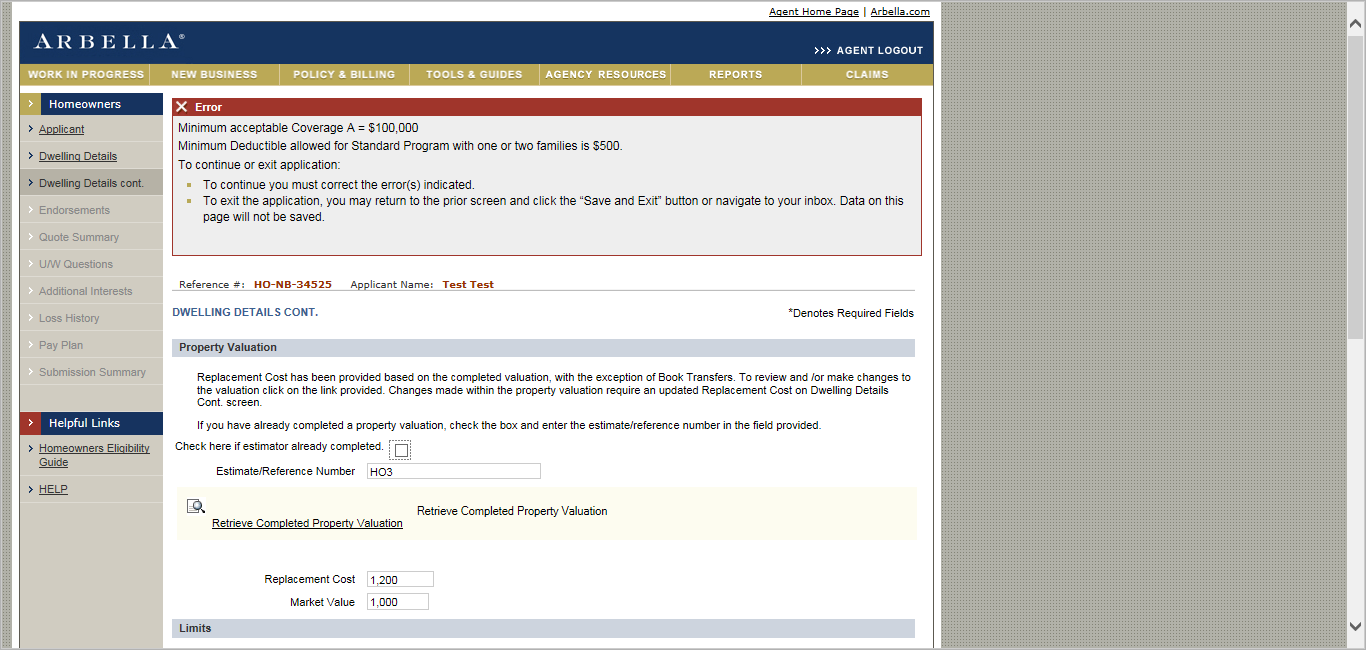 Agent Home Page | Arbella.com
ARBELLA®
>>> AGENT LOGOUT
WORK IN PROGRESS NEW BUSINESS POLICY & BILLING TOOLS & GUIDES AGENCY RESOURCES REPORTS CLAIMS
Homeowners
Applicant
Dwelling Details
Dwelling Details cont.
Endorsements
Quote Summary
U/W Questions
Additional Interests
Loss History
Pay Plan
Submission Summary
Helpful Links
Homeowners Eligibility
Guide
HELP
Error
Minimum acceptable Coverage A = $100,000
Minimum Deductible allowed for Standard Program with one or two families is $500.
To continue or exit application:
To continue you must correct the error(s) indicated.
To exit the application, you may return to the prior screen and click the “Save and Exit” button or navigate to your inbox. Data on this
page will not be saved.
Reference #: HO-NB-34525 Applicant Name: Test Test
DWELLING DETAILS CONT.
*Denotes Required Fields
Property Valuation
Replacement Cost has been provided based on the completed valuation, with the exception of Book Transfers. To review and /or make changes to
the valuation click on the link provided. Changes made within the property valuation require an updated Replacement Cost on Dwelling Details
Cont. screen.
If you have already completed a property valuation, check the box and enter the estimate/reference number in the field provided.
Check here if estimator already completed.
Estimate/Reference Number HO3
Retrieve Completed Property Valuation
Retrieve Completed Property Valuation
Replacement Cost 1,200
Market Value 1,000
Limits